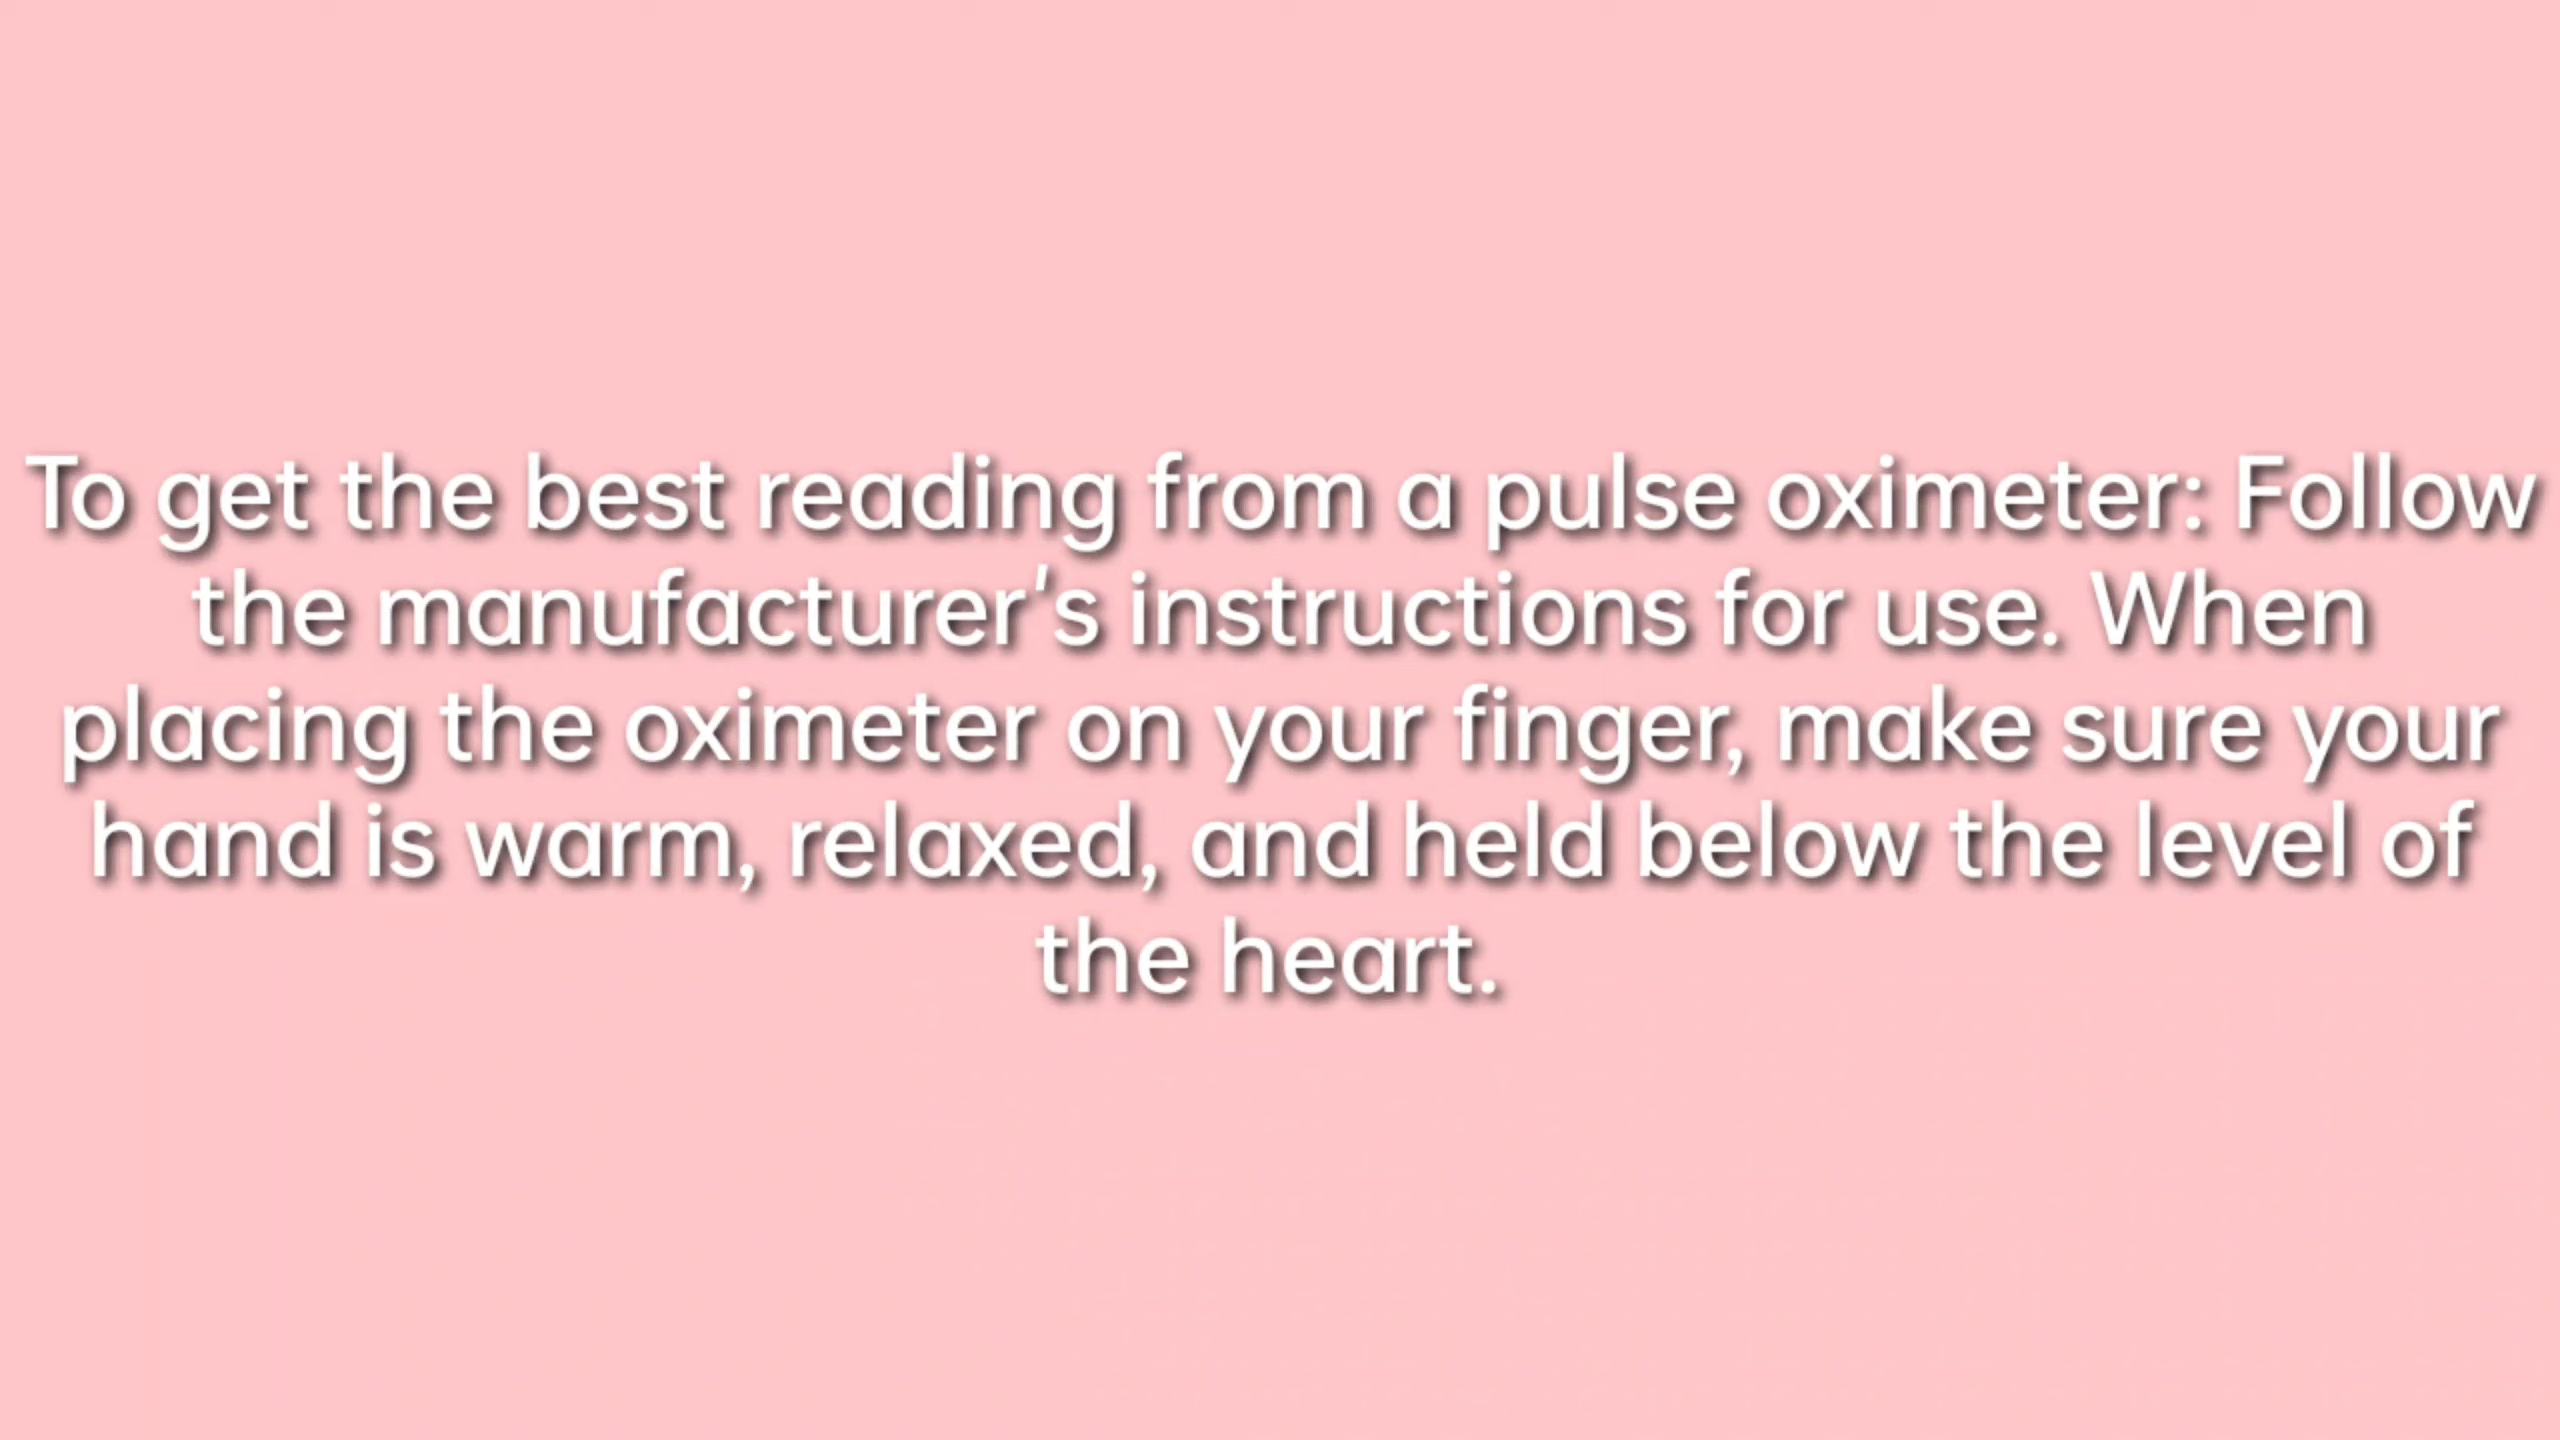 To get the best reading from a pulse oximeter: Follow
the manufacturer's instructions for use. When
placing the oximeter on your finger, make sure your
hand is warm, relaxed, and held below the level of
the heart.